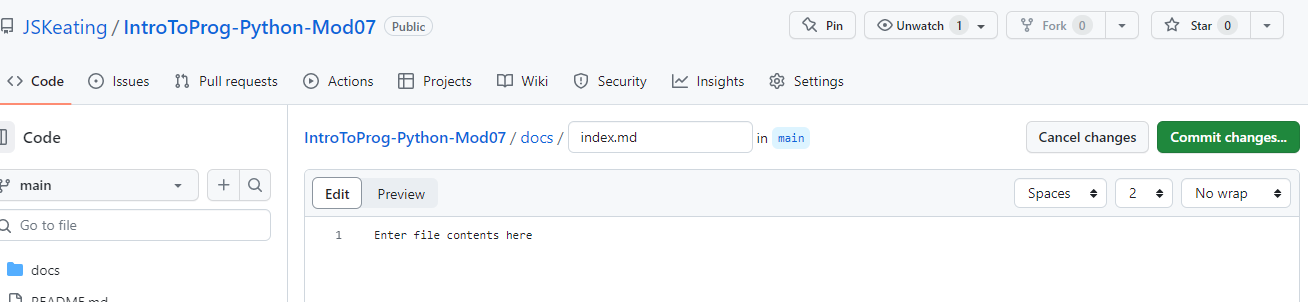 JSKeating / IntroToProg-Python-Mod07 Public Pin Unwatch 1 Fork 0 Star 0
Code Issues Pull requests Actions Projects Wiki Security Insights Settings
Code IntroToProg-Python-Mod07 / docs / index.md in main Cancel changes Commit changes...
main Edit Preview Spaces 2 No wrap
Go to file 1 Enter file contents here
docs
README.md